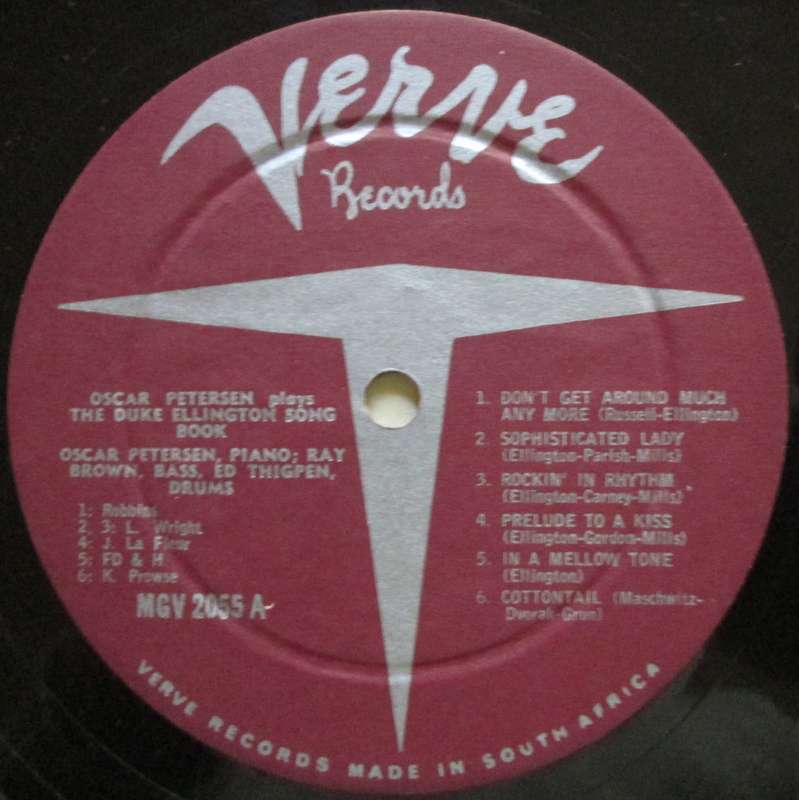 Verve
Records
OSCAR PETERSEN plays
THE DUKE ELLINGTON SONG
BOOK
OSCAR PETERSEN, PIANO; RAY
BROWN, BASS, ED THIGPEN,
DRUMS
1: Robbins
2: 3: L. Wright
4: J. La Fleur
5: FD & H
6: K. Prowse
MGV 2055 A
1. DON'T GET AROUND MUCH
ANY MORE (Russell-Ellington)
2. SOPHISTICATED LADY
(Ellington-Parish-Mills)
3. ROCKIN' IN RHYTHM
(Ellington-Carney-Mills)
4. PRELUDE TO A KISS
(Ellington-Gordon-Mills)
5. IN A MELLOW TONE
(Ellington)
6. COTTONTAIL (Maschwitz-
Dvorak-Grun)
VERVE RECORDS MADE IN SOUTH AFRICA